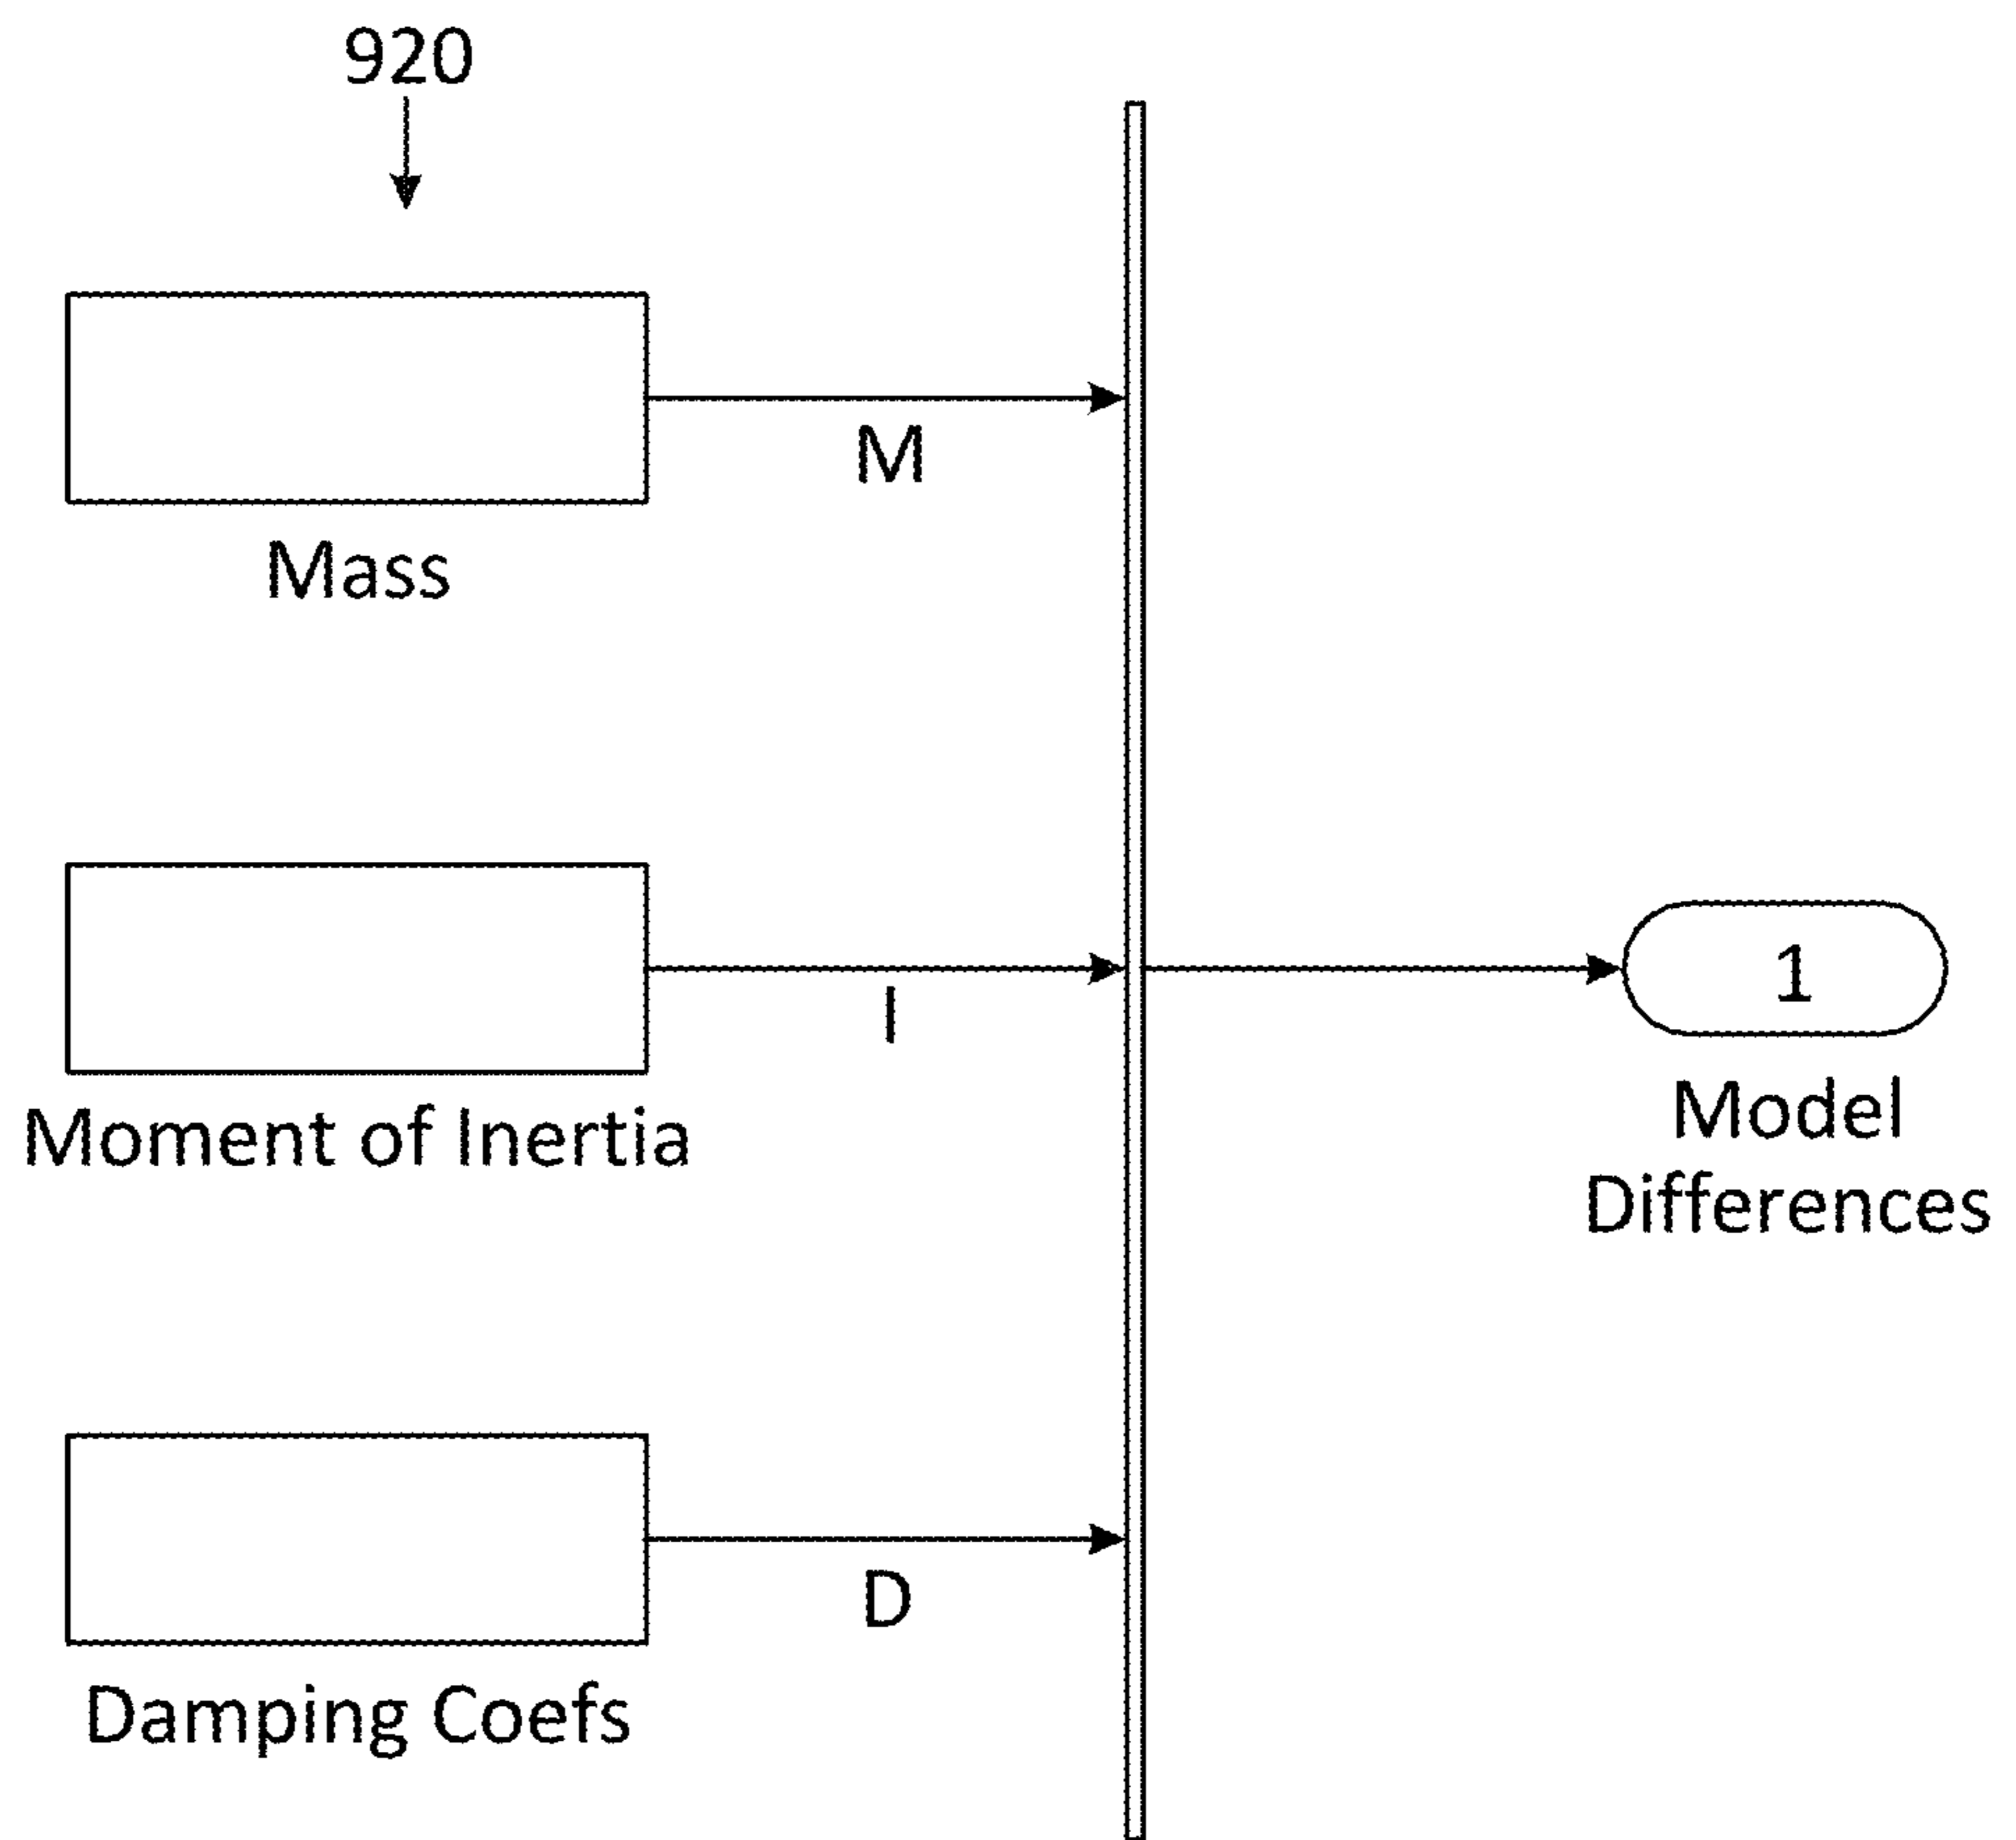 920
M
Mass
I
1
Moment of Inertia
Model
Differences
D
Damping Coefs